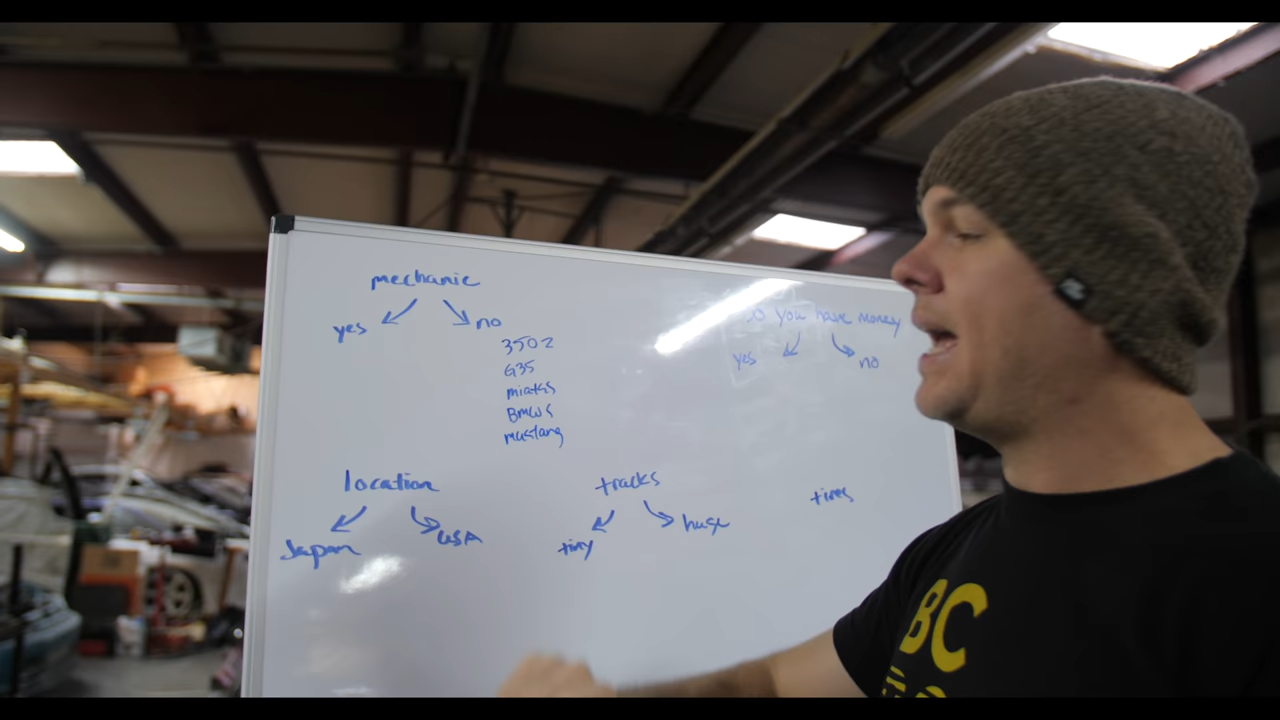 mechanic
yes
no
350Z
G35
miatas
BMWS
mustang
you have money
yes
no
location
Japan
USA
tracks
tiny
huge
tires
BC